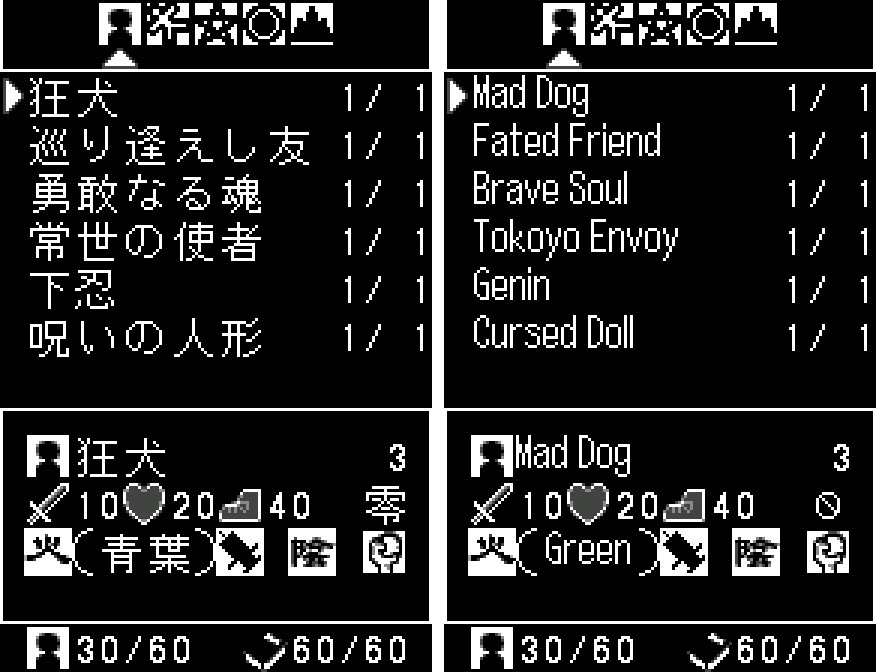 狂犬 1/ 1
巡り逢えし友 1/ 1
勇敢なる魂 1/ 1
常世の使者 1/ 1
下忍 1/ 1
呪いの人形 1/ 1
狂犬 3
10 20 40 零
火(青葉) 陰
30/60 60/60
Mad Dog 1/ 1
Fated Friend 1/ 1
Brave Soul 1/ 1
Tokoyo Envoy 1/ 1
Genin 1/ 1
Cursed Doll 1/ 1
Mad Dog 3
10 20 40
火(Green) 陰
30/60 60/60